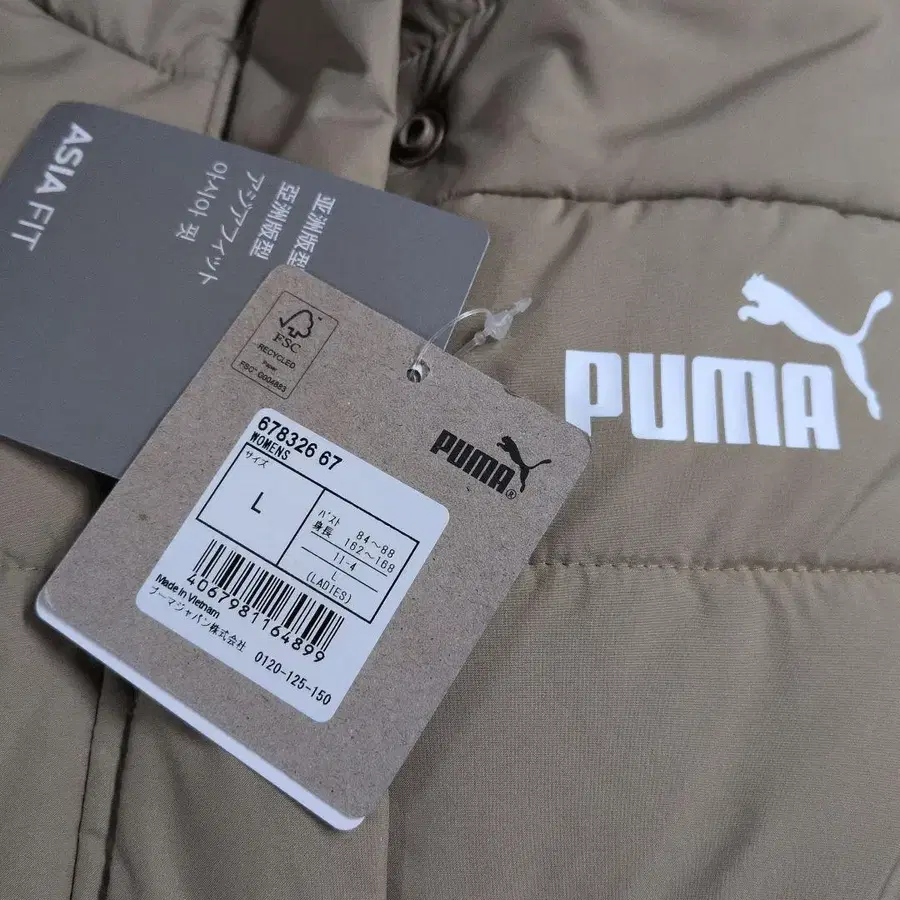 ASIA FIT
亚洲版型
亞洲版型
アジアフィット
아시아 핏
FSC
RECYCLED
Paper
FSC® C004883
PUMA®
678326 67
WOMENS
サイズ
L
バスト 84～88
身長 162～168
11-4
L
(LADIES)
4067981164899
Made in Vietnam
プーマジャパン株式会社 0120-125-150
PUMA